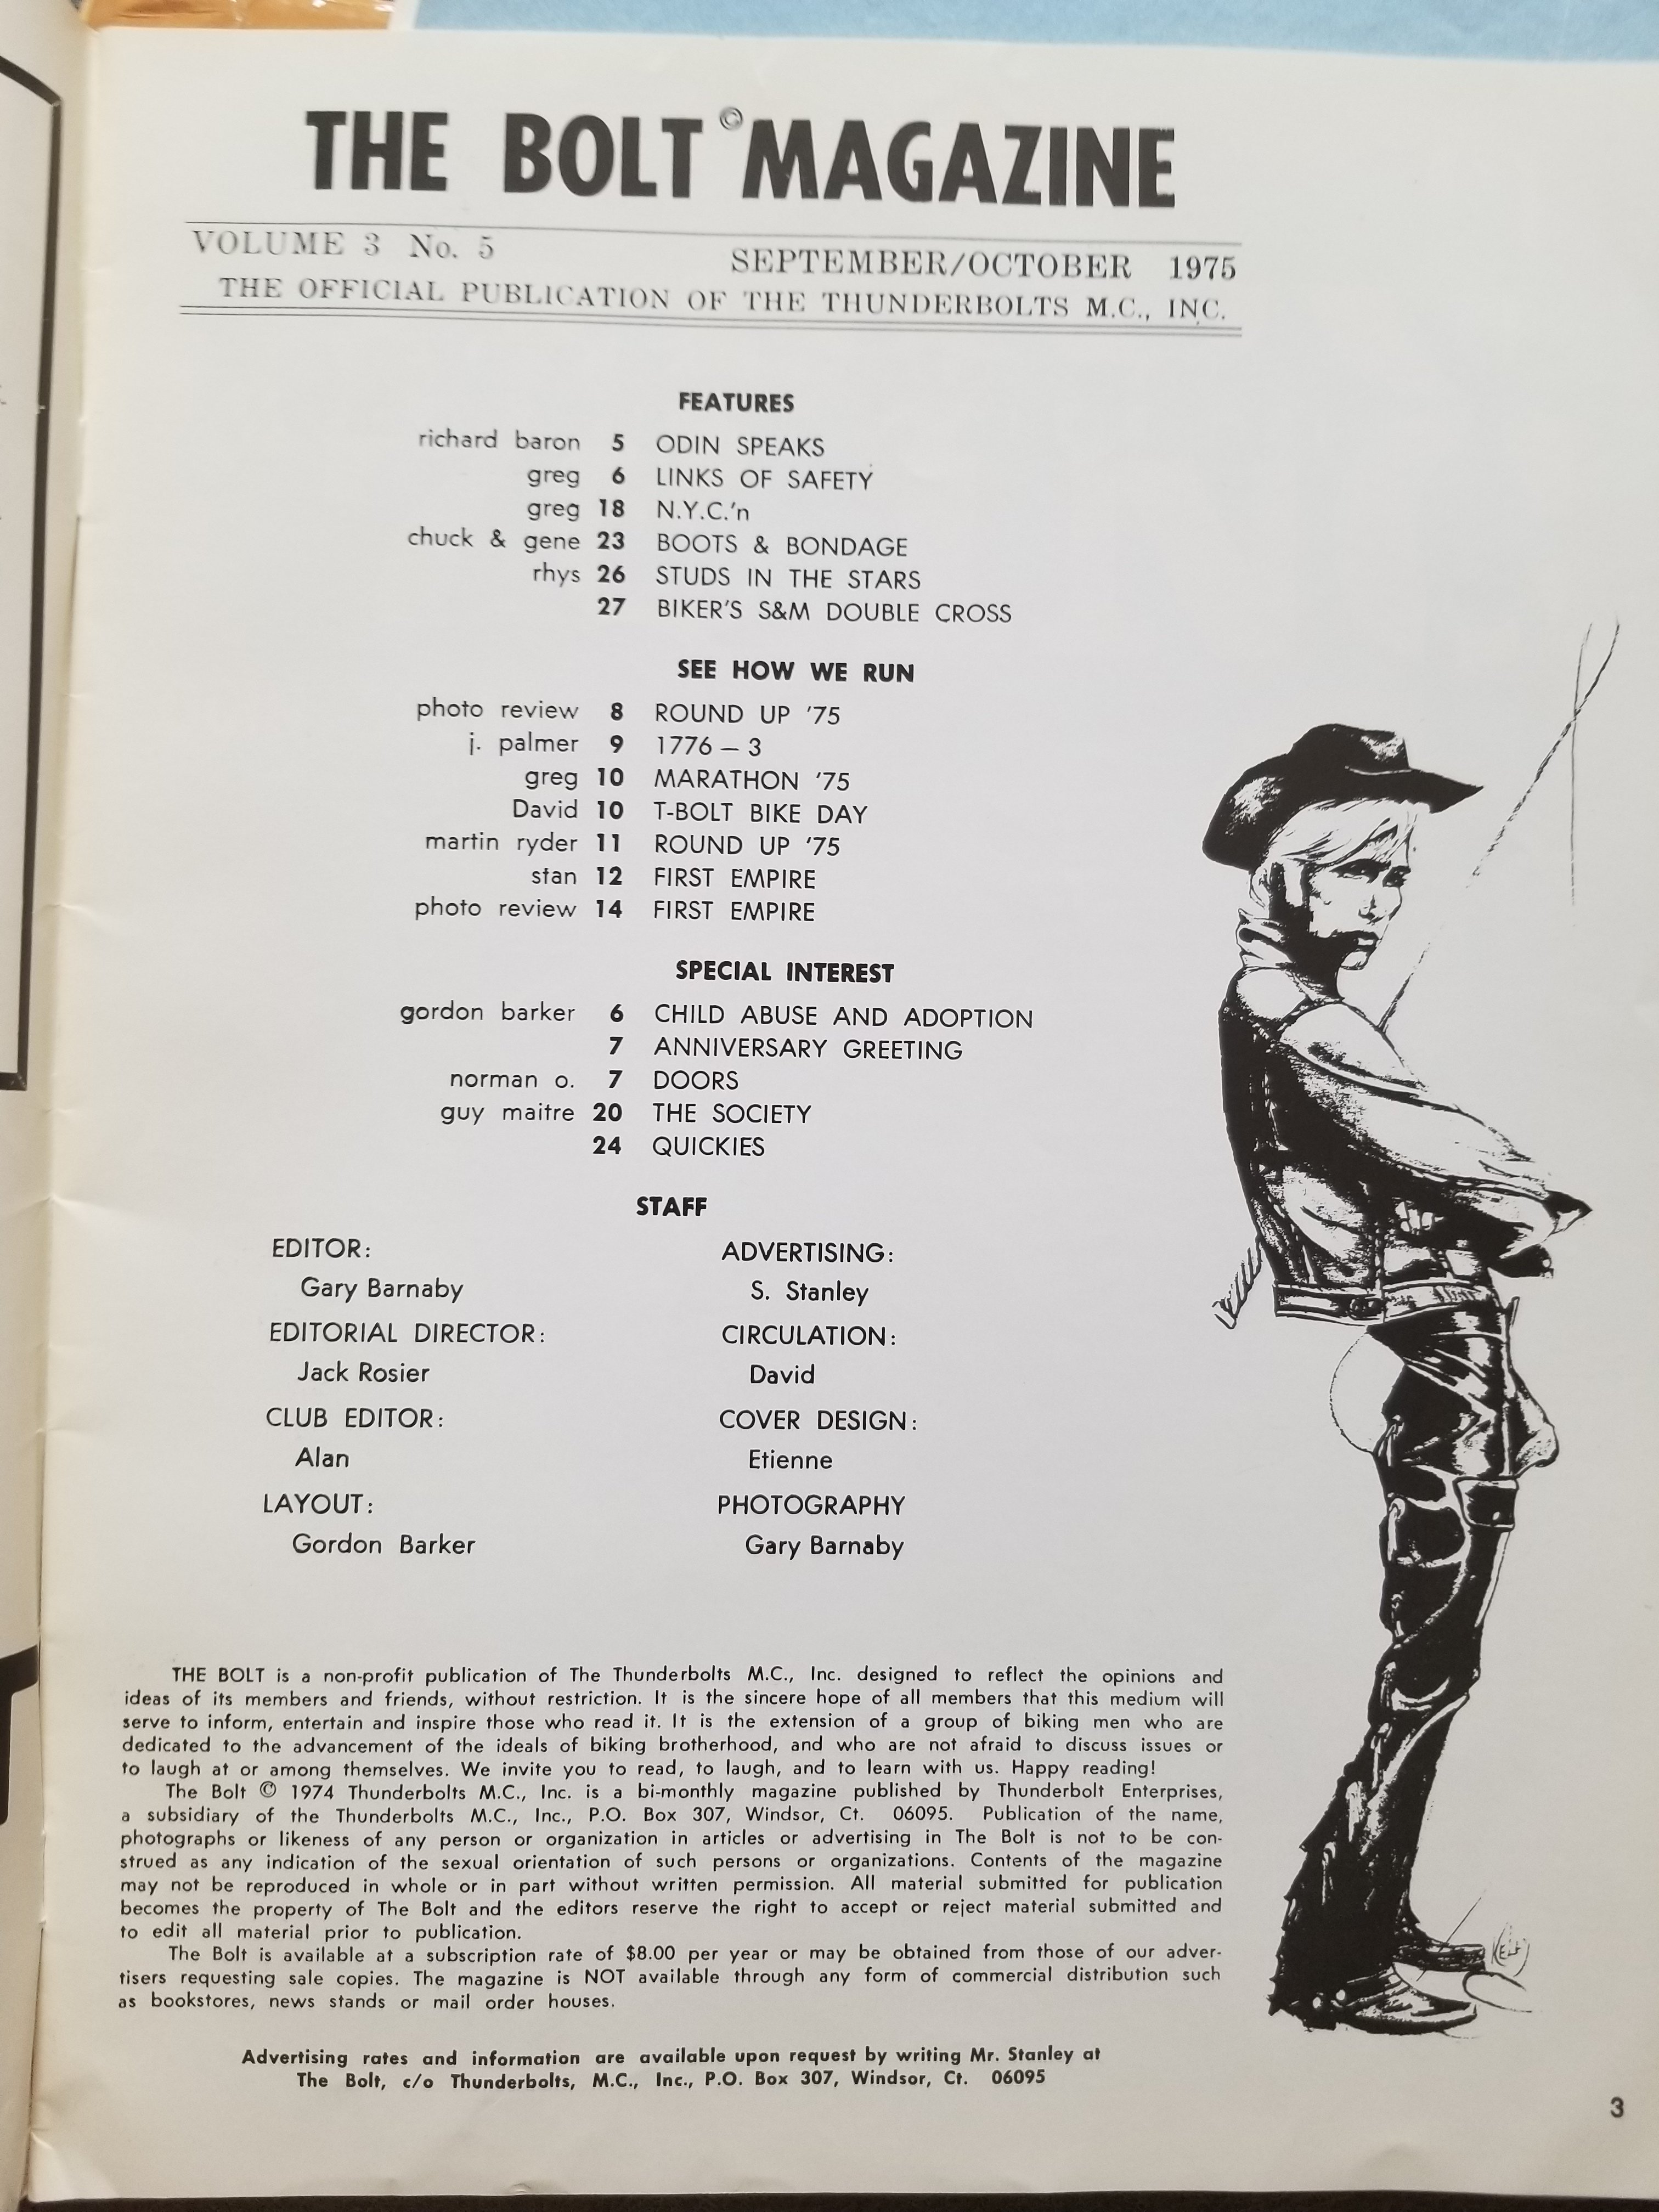 THE BOLT © MAGAZINE
VOLUME 3 No. 5 SEPTEMBER/OCTOBER 1975
THE OFFICIAL PUBLICATION OF THE THUNDERBOLTS M.C., INC.
FEATURES
richard baron 5 ODIN SPEAKS
greg 6 LINKS OF SAFETY
greg 18 N.Y.C.'n
chuck & gene 23 BOOTS & BONDAGE
rhys 26 STUDS IN THE STARS
27 BIKER'S S&M DOUBLE CROSS
SEE HOW WE RUN
photo review 8 ROUND UP '75
j. palmer 9 1776 – 3
greg 10 MARATHON '75
David 10 T-BOLT BIKE DAY
martin ryder 11 ROUND UP '75
stan 12 FIRST EMPIRE
photo review 14 FIRST EMPIRE
SPECIAL INTEREST
gordon barker 6 CHILD ABUSE AND ADOPTION
7 ANNIVERSARY GREETING
norman o. 7 DOORS
guy maitre 20 THE SOCIETY
24 QUICKIES
STAFF
EDITOR:
Gary Barnaby
EDITORIAL DIRECTOR:
Jack Rosier
CLUB EDITOR:
Alan
LAYOUT:
Gordon Barker
ADVERTISING:
S. Stanley
CIRCULATION:
David
COVER DESIGN:
Etienne
PHOTOGRAPHY
Gary Barnaby
THE BOLT is a non-profit publication of The Thunderbolts M.C., Inc. designed to reflect the opinions and
ideas of its members and friends, without restriction. It is the sincere hope of all members that this medium will
serve to inform, entertain and inspire those who read it. It is the extension of a group of biking men who are
dedicated to the advancement of the ideals of biking brotherhood, and who are not afraid to discuss issues or
to laugh at or among themselves. We invite you to read, to laugh, and to learn with us. Happy reading!
The Bolt © 1974 Thunderbolts M.C., Inc. is a bi-monthly magazine published by Thunderbolt Enterprises,
a subsidiary of the Thunderbolts M.C., Inc., P.O. Box 307, Windsor, Ct. 06095. Publication of the name,
photographs or likeness of any person or organization in articles or advertising in The Bolt is not to be con-
strued as any indication of the sexual orientation of such persons or organizations. Contents of the magazine
may not be reproduced in whole or in part without written permission. All material submitted for publication
becomes the property of The Bolt and the editors reserve the right to accept or reject material submitted and
to edit all material prior to publication.
The Bolt is available at a subscription rate of $8.00 per year or may be obtained from those of our adver-
tisers requesting sale copies. The magazine is NOT available through any form of commercial distribution such
as bookstores, news stands or mail order houses.
Advertising rates and information are available upon request by writing Mr. Stanley at
The Bolt, c/o Thunderbolts, M.C., Inc., P.O. Box 307, Windsor, Ct. 06095
3